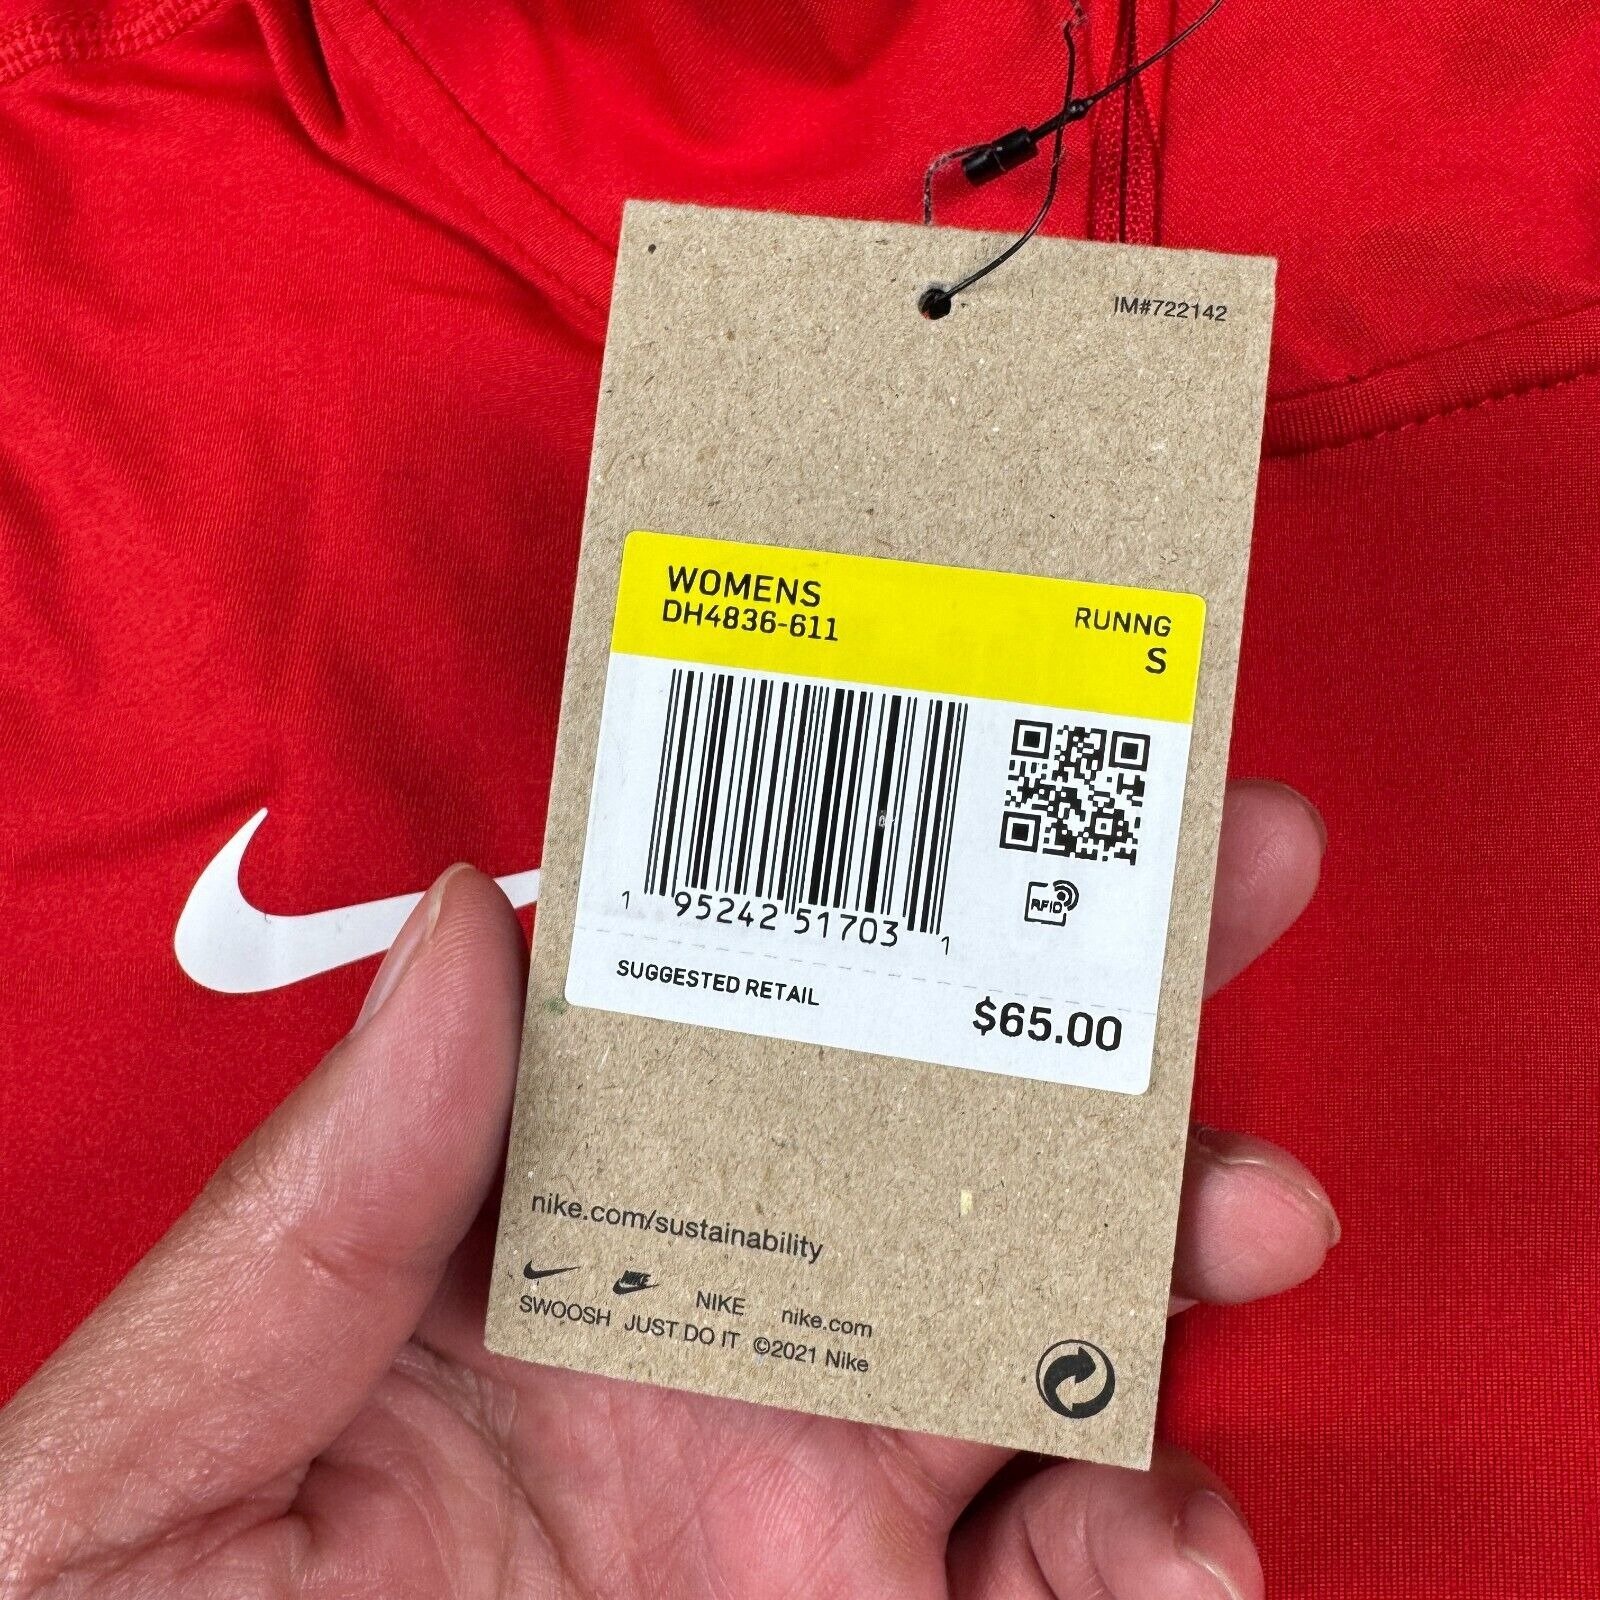 IM#722142
WOMENS
DH4836-611
RUNNG
S
1 95242 51703 1
RFID
SUGGESTED RETAIL
$65.00
nike.com/sustainability
NIKE NIKE nike.com
SWOOSH JUST DO IT ©2021 Nike